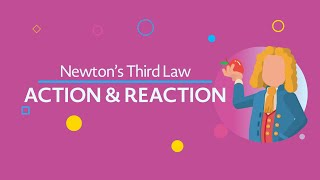 Newton's Third Law
ACTION & REACTION